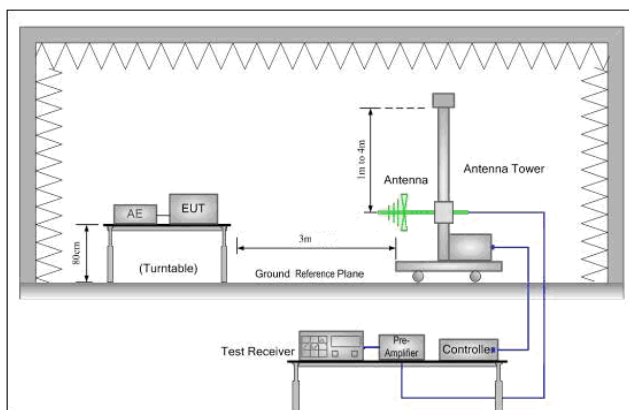 1m to 4m
Antenna
Antenna Tower
AE
EUT
80cm
(Turntable)
3m
Ground Reference Plane
Test Receiver
Pre-
Amplifier
Controller